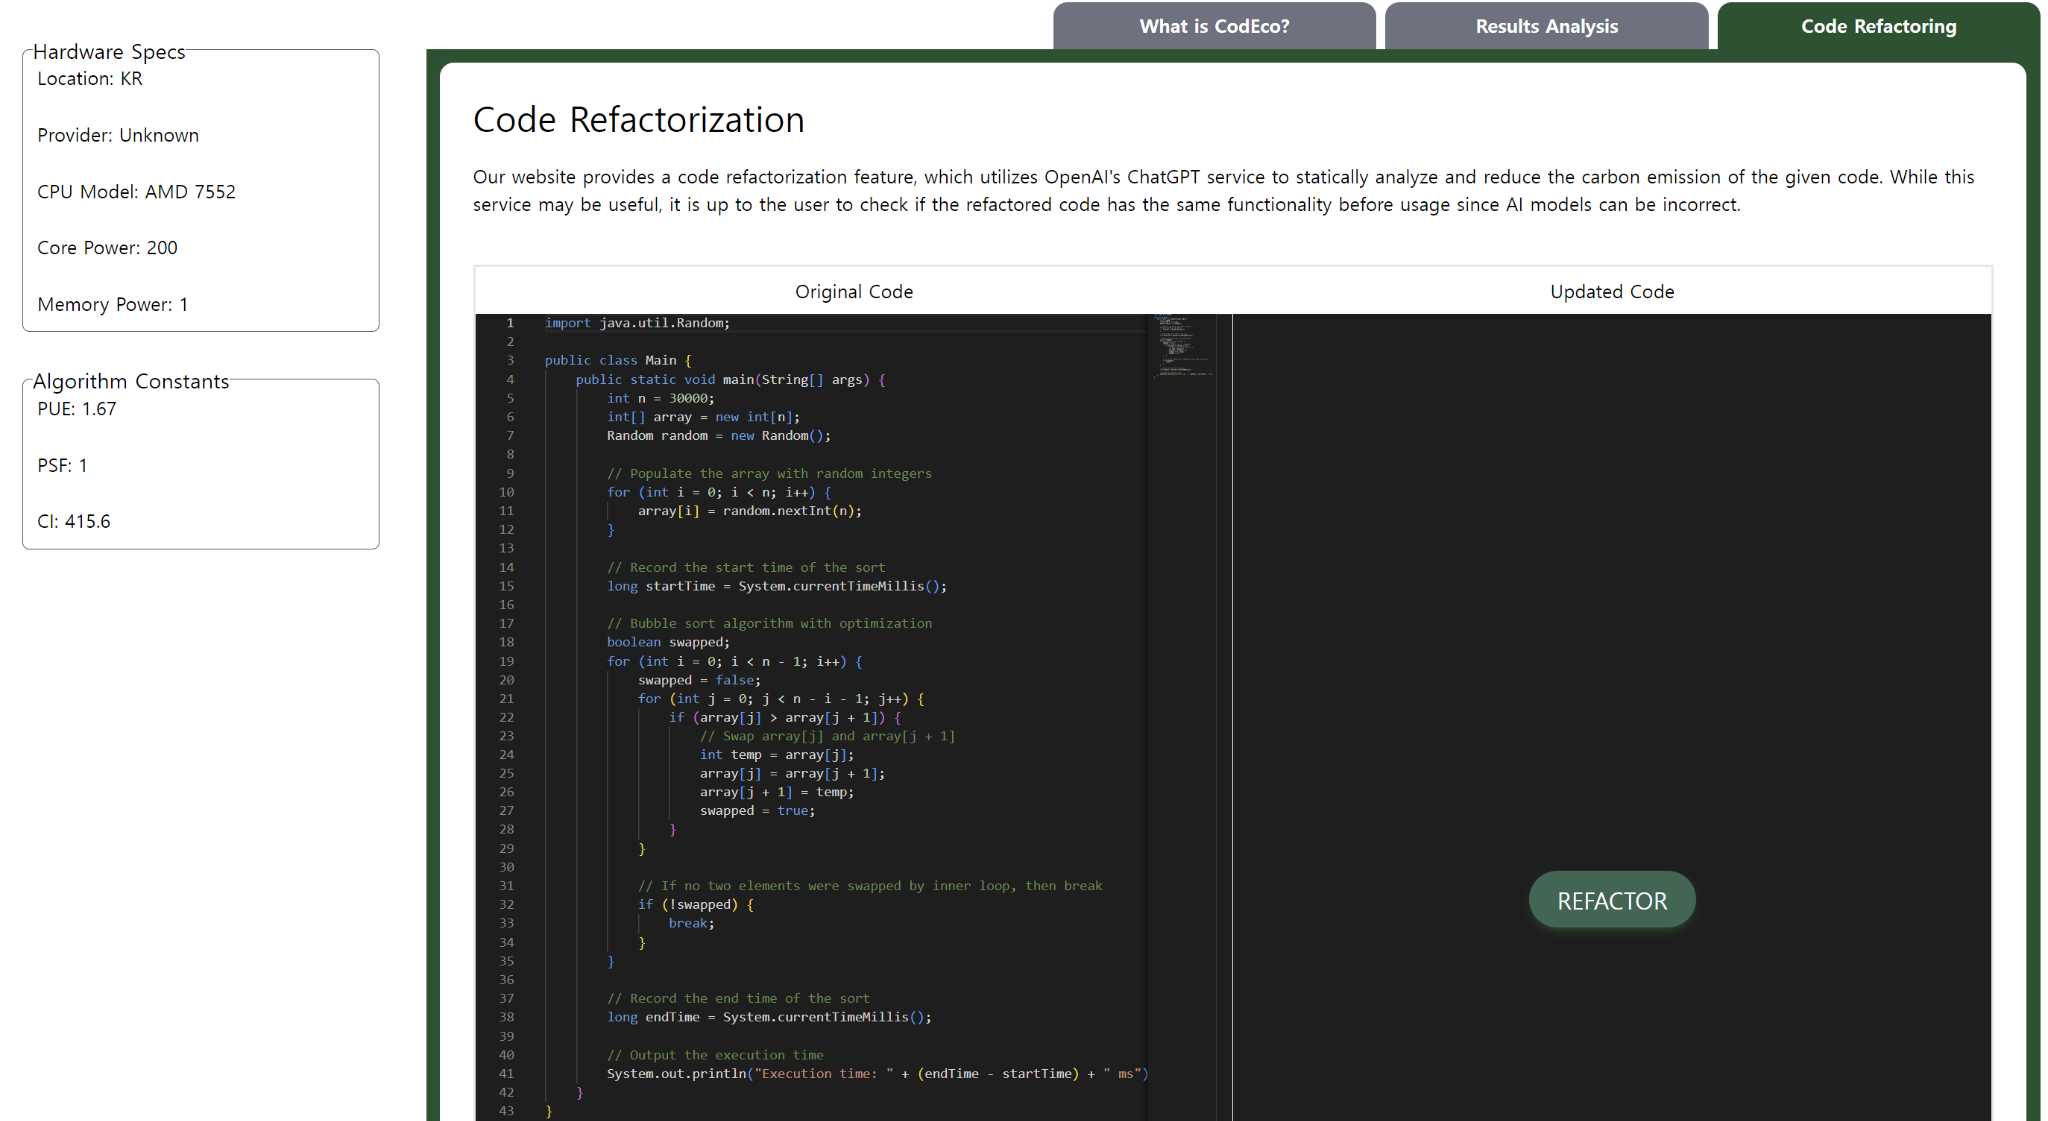 What is CodEco?
Results Analysis
Code Refactoring
Hardware Specs
Location: KR
Provider: Unknown
CPU Model: AMD 7552
Core Power: 200
Memory Power: 1
Algorithm Constants
PUE: 1.67
PSF: 1
CI: 415.6
Code Refactorization
Our website provides a code refactorization feature, which utilizes OpenAI's ChatGPT service to statically analyze and reduce the carbon emission of the given code. While this
service may be useful, it is up to the user to check if the refactored code has the same functionality before usage since AI models can be incorrect.
Original Code
Updated Code
1 import java.util.Random;
2
3 public class Main {
4 public static void main(String[] args) {
5 int n = 30000;
6 int[] array = new int[n];
7 Random random = new Random();
8
9 // Populate the array with random integers
10 for (int i = 0; i < n; i++) {
11 array[i] = random.nextInt(n);
12 }
13
14 // Record the start time of the sort
15 long startTime = System.currentTimeMillis();
16
17 // Bubble sort algorithm with optimization
18 boolean swapped;
19 for (int i = 0; i < n - 1; i++) {
20 swapped = false;
21 for (int j = 0; j < n - i - 1; j++) {
22 if (array[j] > array[j + 1]) {
23 // Swap array[j] and array[j + 1]
24 int temp = array[j];
25 array[j] = array[j + 1];
26 array[j + 1] = temp;
27 swapped = true;
28 }
29 }
30
31 // If no two elements were swapped by inner loop, then break
32 if (!swapped) {
33 break;
34 }
35 }
36
37 // Record the end time of the sort
38 long endTime = System.currentTimeMillis();
39
40 // Output the execution time
41 System.out.println("Execution time: " + (endTime - startTime) + " ms")
42 }
43 }
REFACTOR